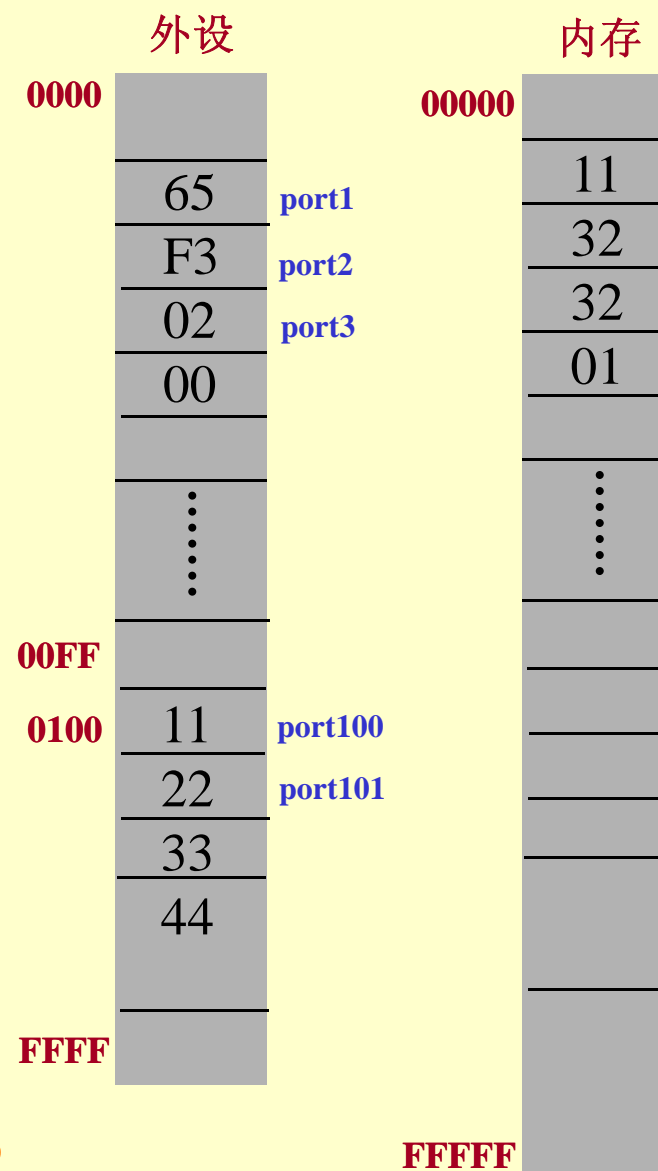 外设
0000
65 port1
F3 port2
02 port3
00
00FF
0100 11 port100
22 port101
33
44
FFFF
内存
00000
11
32
32
01
FFFFF